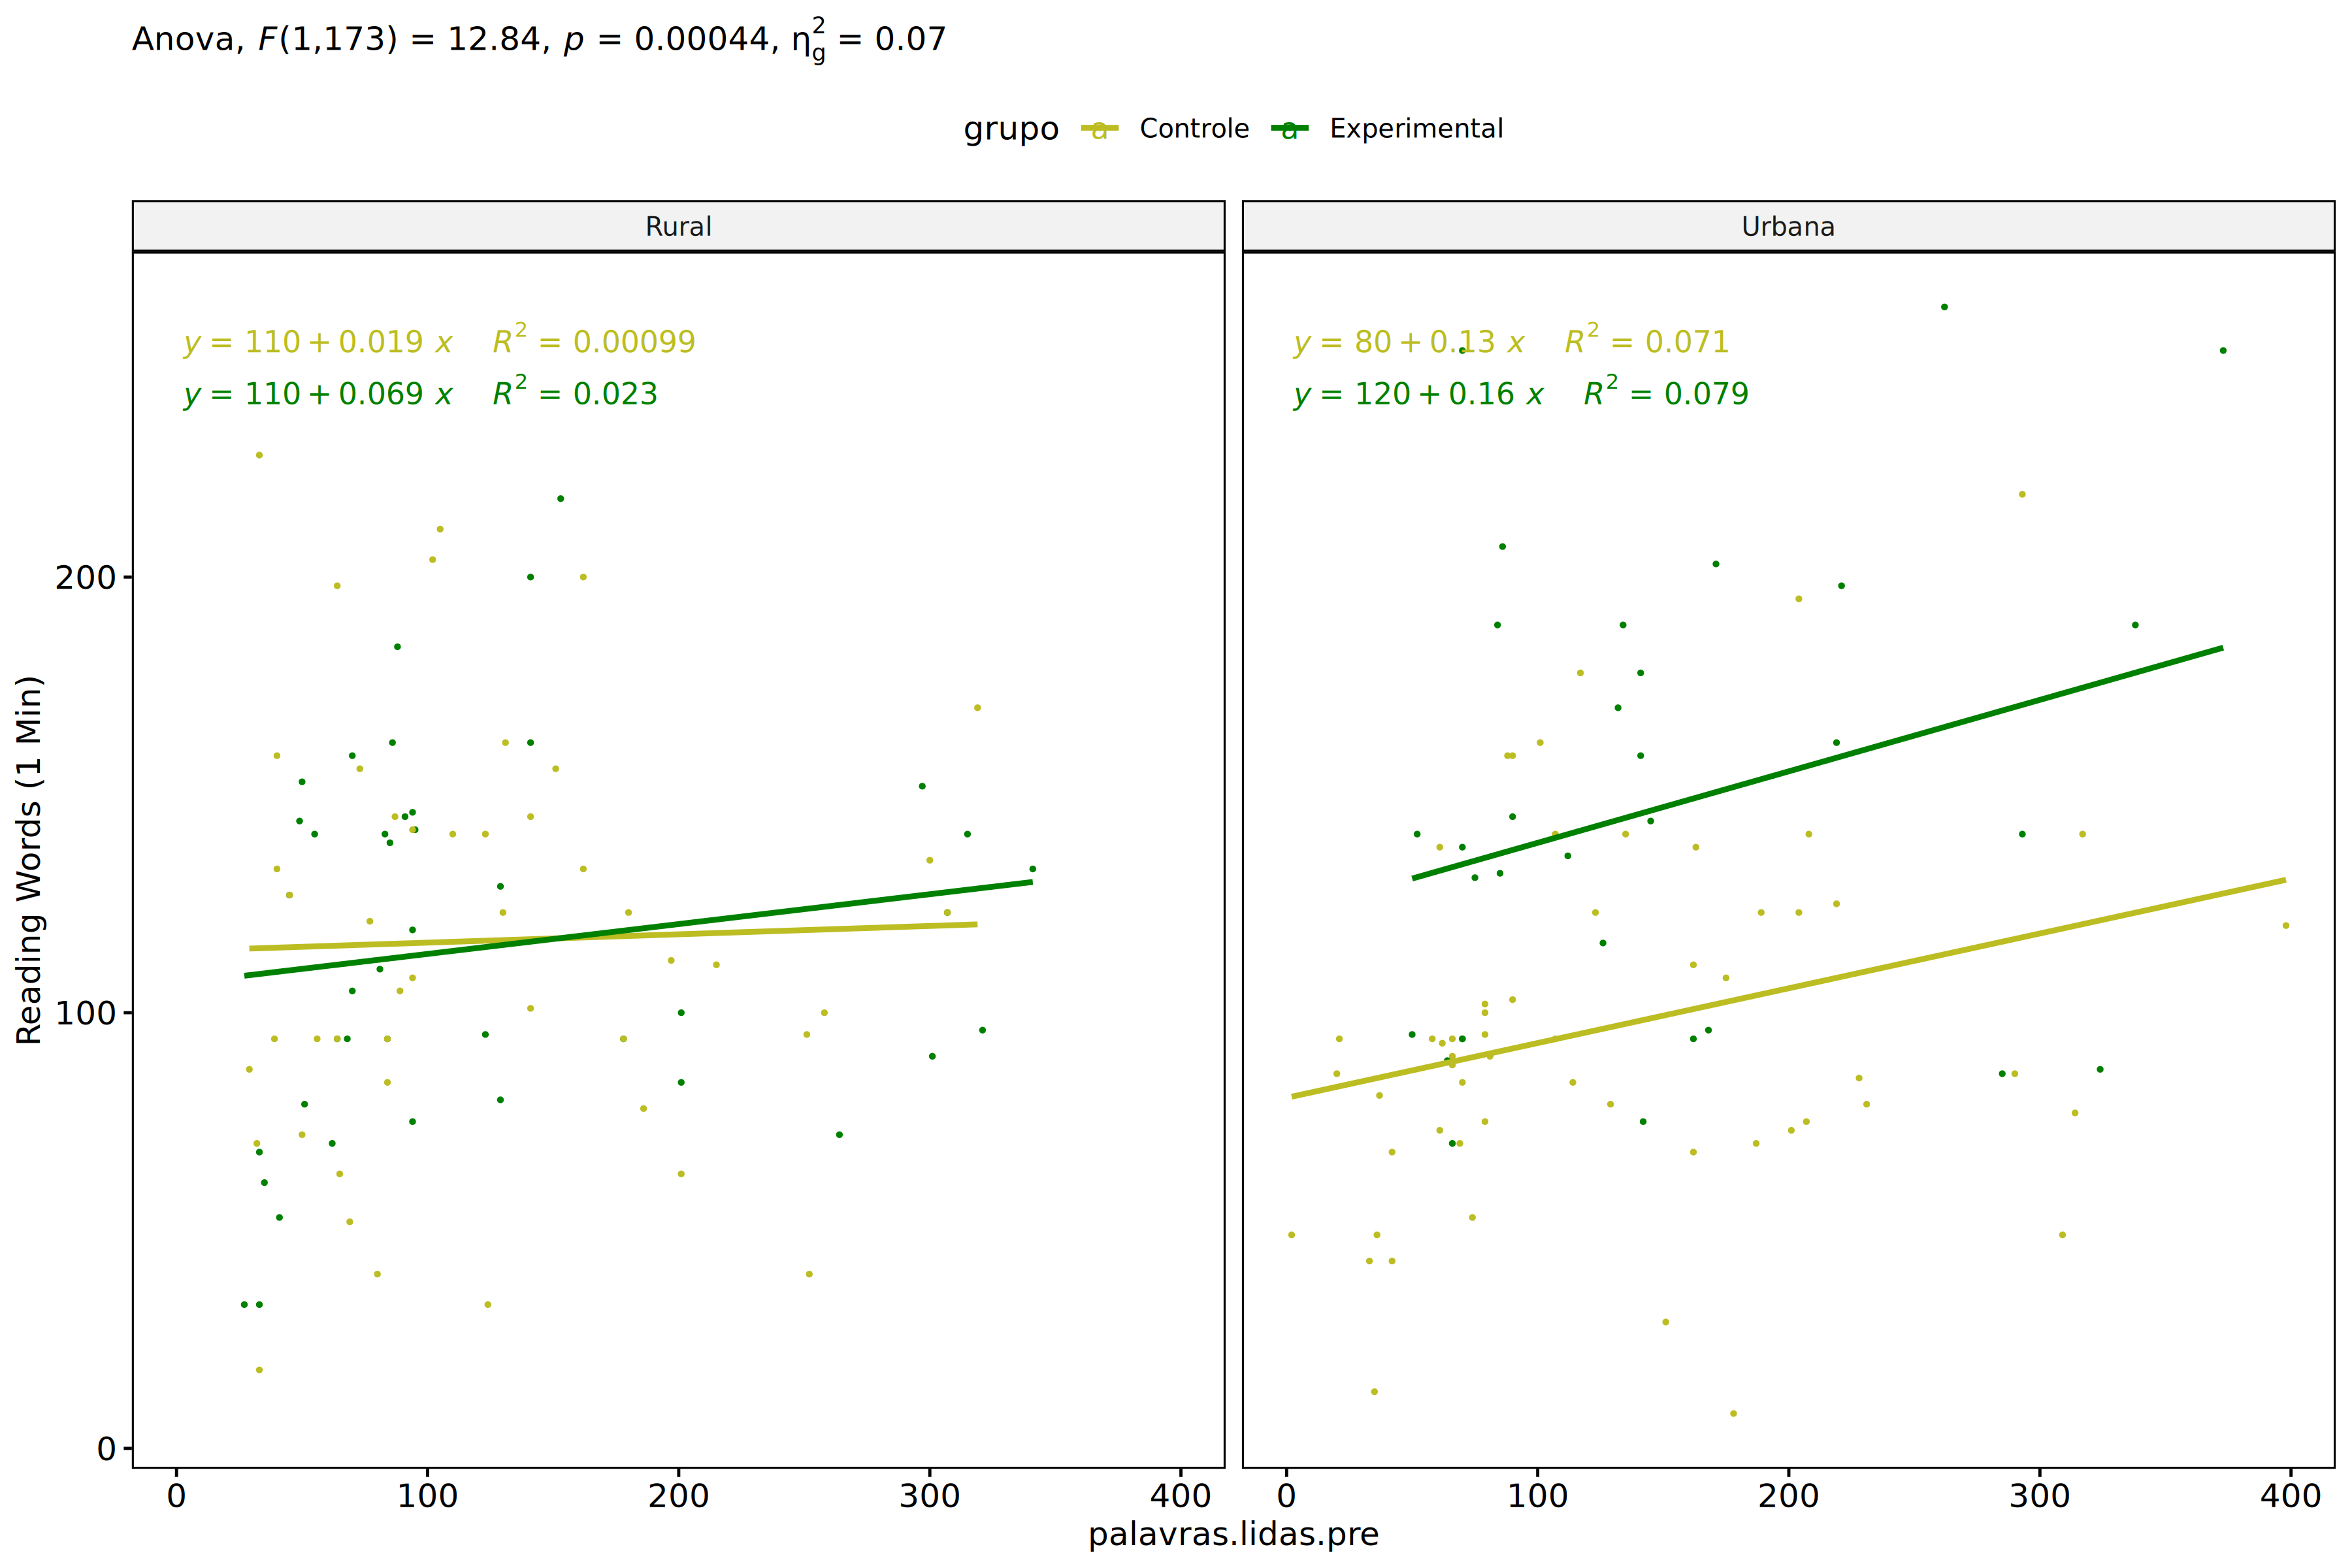 Anova, F(1,173) = 12.84, p = 0.00044, η²g = 0.07
grupo a Controle a Experimental
Rural
Urbana
y = 110 + 0.019 x R² = 0.00099
y = 110 + 0.069 x R² = 0.023
y = 80 + 0.13 x R² = 0.071
y = 120 + 0.16 x R² = 0.079
Reading Words (1 Min)
200
100
0
0 100 200 300 400
0 100 200 300 400
palavras.lidas.pre